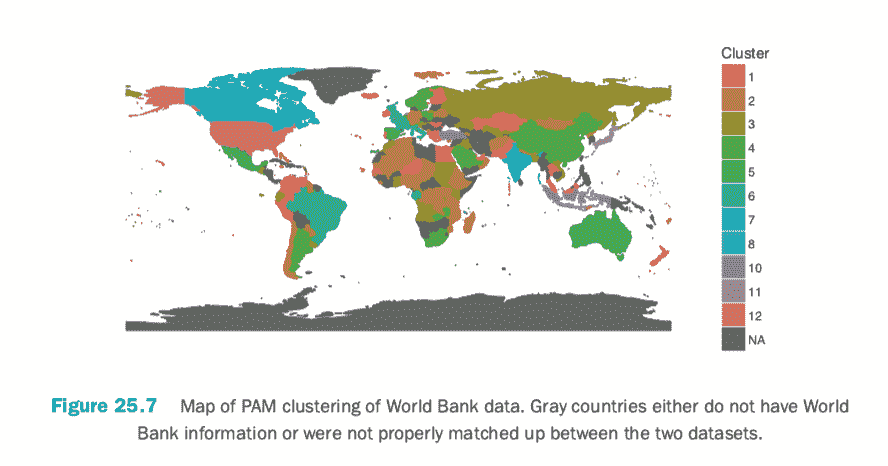 Cluster
1
2
3
4
5
6
7
8
10
11
12
NA
Figure 25.7 Map of PAM clustering of World Bank data. Gray countries either do not have World
Bank information or were not properly matched up between the two datasets.